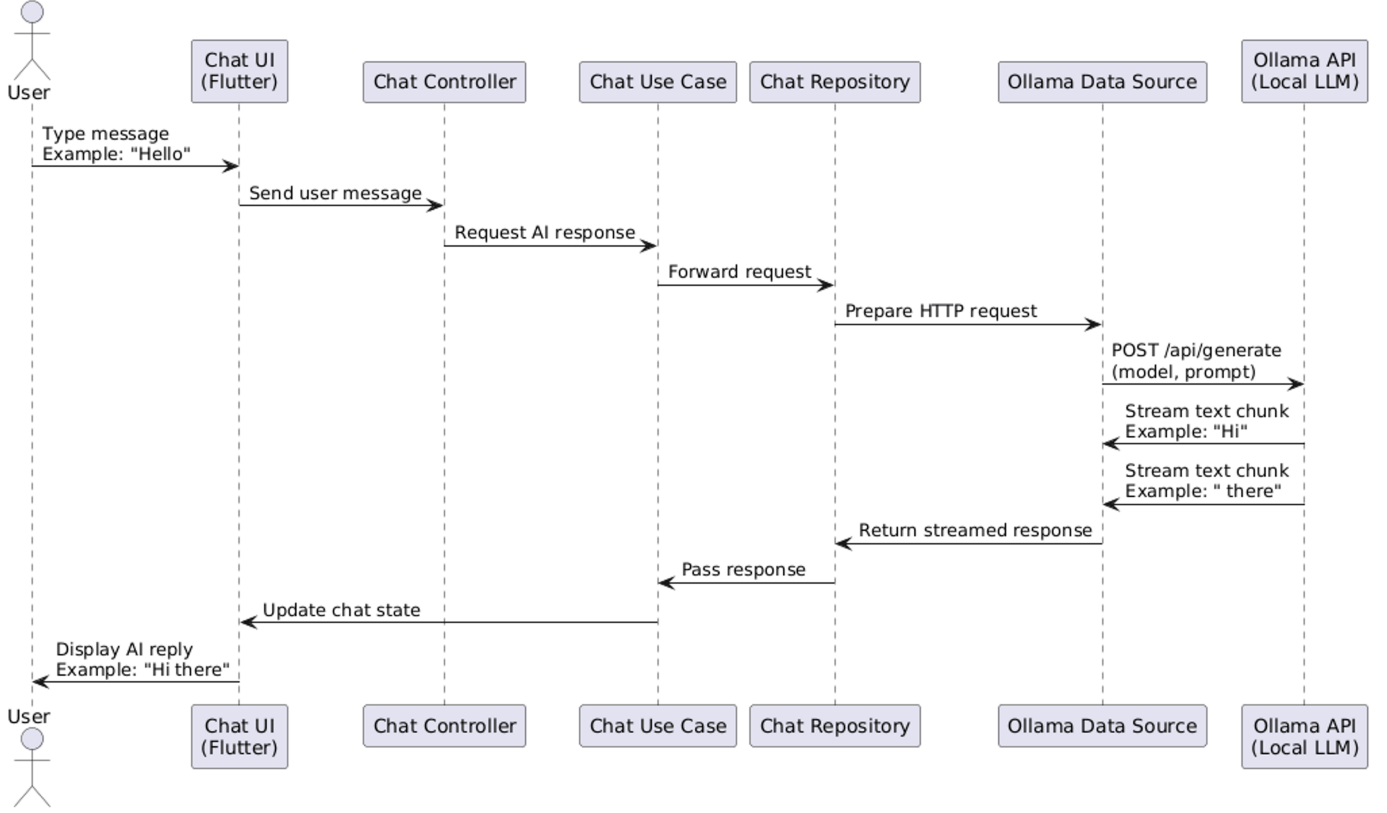 User
Chat UI
(Flutter)
Chat Controller
Chat Use Case
Chat Repository
Ollama Data Source
Ollama API
(Local LLM)
Type message
Example: "Hello"
Send user message
Request AI response
Forward request
Prepare HTTP request
POST /api/generate
(model, prompt)
Stream text chunk
Example: "Hi"
Stream text chunk
Example: " there"
Return streamed response
Pass response
Update chat state
Display AI reply
Example: "Hi there"
User
Chat UI
(Flutter)
Chat Controller
Chat Use Case
Chat Repository
Ollama Data Source
Ollama API
(Local LLM)